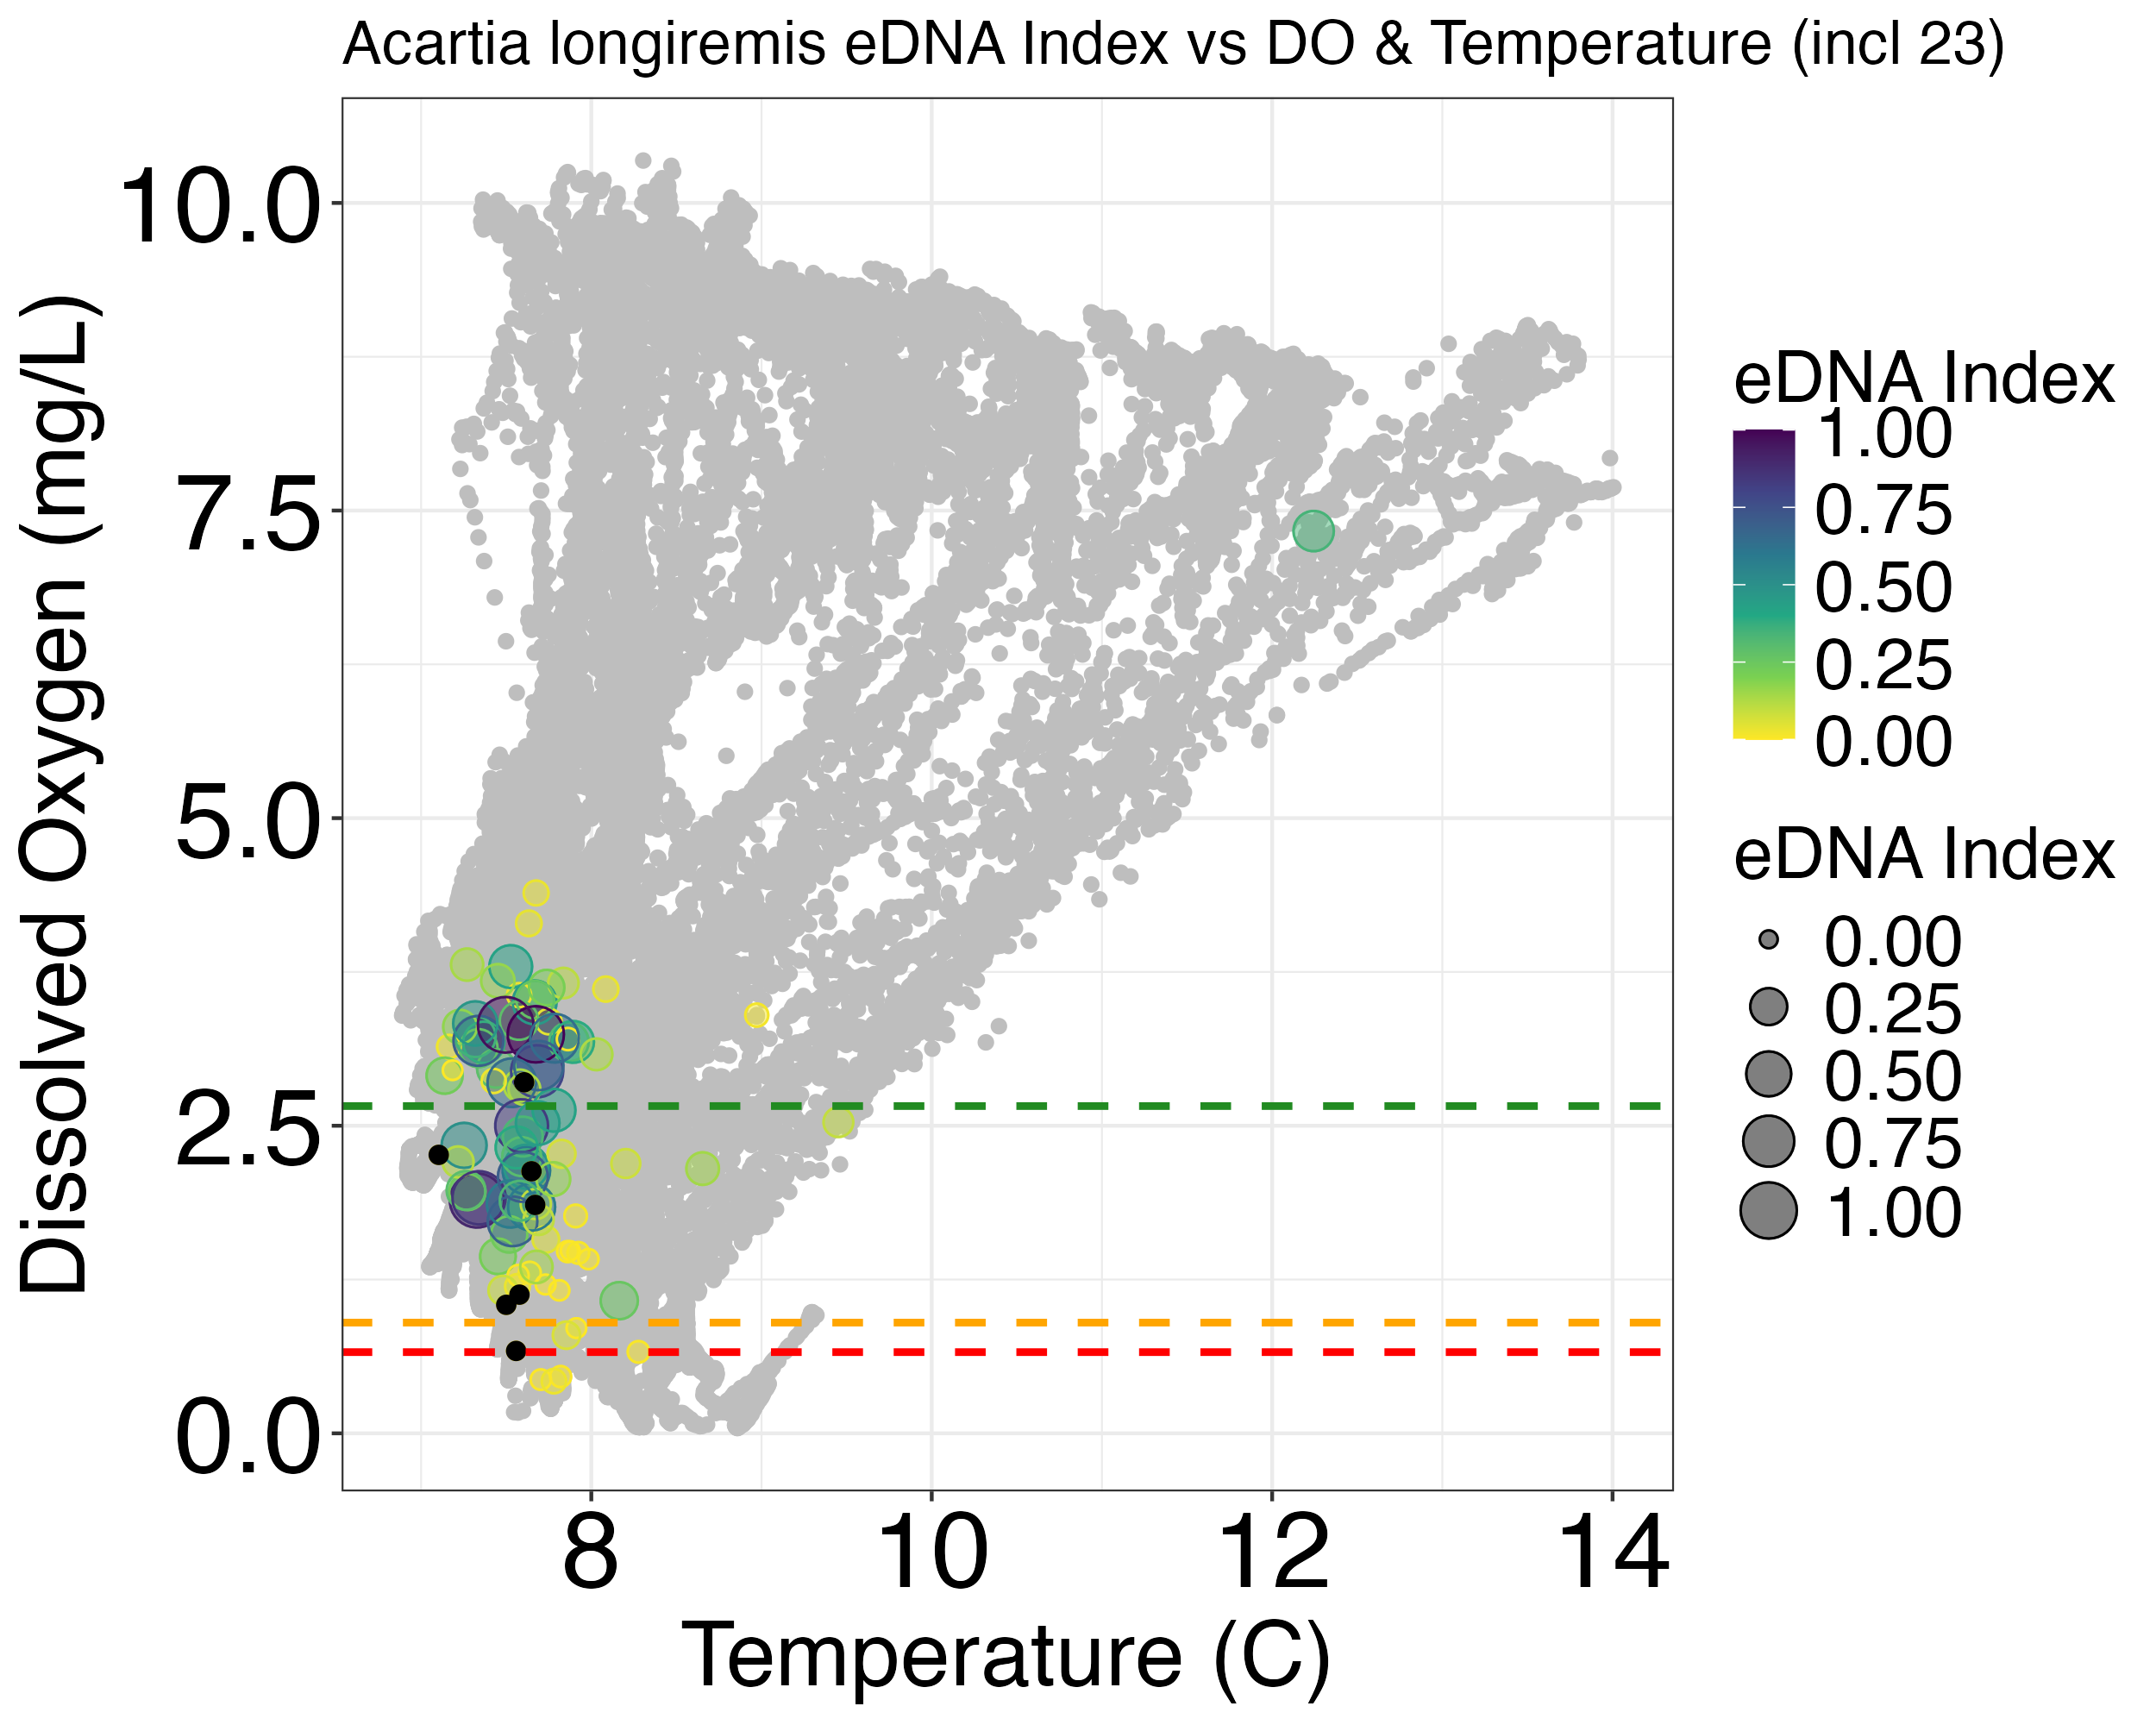 Acartia longiremis eDNA Index vs DO & Temperature (incl 23)
Dissolved Oxygen (mg/L)
10.0
7.5
5.0
2.5
0.0
8 10 12 14
Temperature (C)
eDNA Index
1.00
0.75
0.50
0.25
0.00
eDNA Index
0.00
0.25
0.50
0.75
1.00